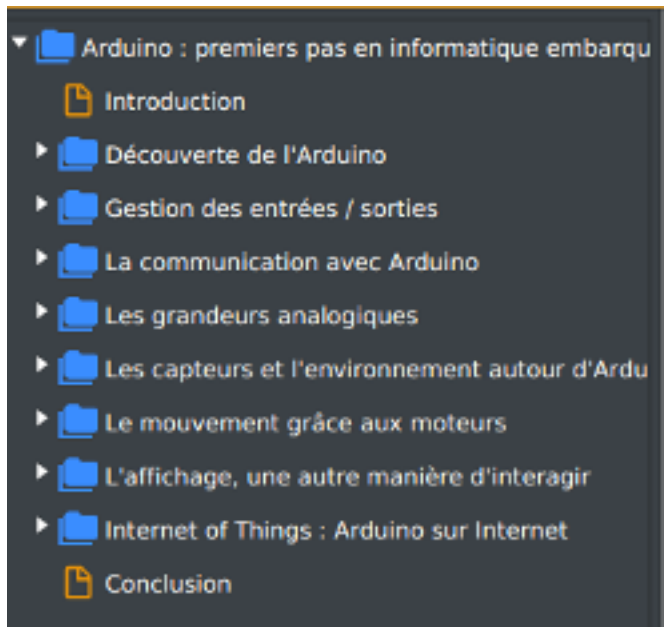 Arduino : premiers pas en informatique embarqu
Introduction
Découverte de l'Arduino
Gestion des entrées / sorties
La communication avec Arduino
Les grandeurs analogiques
Les capteurs et l'environnement autour d'Ardu
Le mouvement grâce aux moteurs
L'affichage, une autre manière d'interagir
Internet of Things : Arduino sur Internet
Conclusion